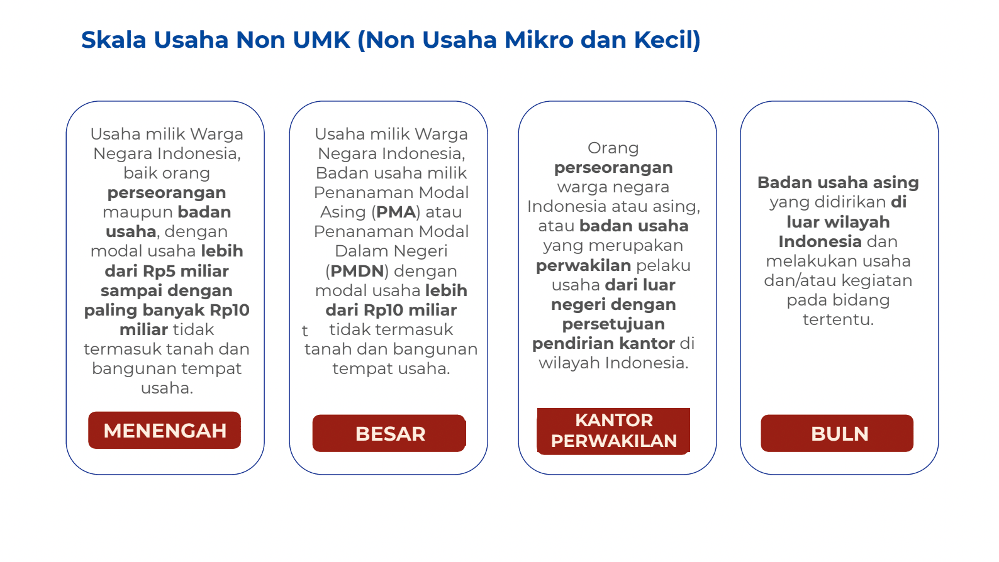 Skala Usaha Non UMK (Non Usaha Mikro dan Kecil)
Usaha milik Warga
Negara Indonesia,
baik orang
perseorangan
maupun badan
usaha, dengan
modal usaha lebih
dari Rp5 miliar
sampai dengan
paling banyak Rp10
miliar tidak
termasuk tanah dan
bangunan tempat
usaha.
MENENGAH
Usaha milik Warga
Negara Indonesia,
Badan usaha milik
Penanaman Modal
Asing (PMA) atau
Penanaman Modal
Dalam Negeri
(PMDN) dengan
modal usaha lebih
dari Rp10 miliar
t tidak termasuk
tanah dan bangunan
tempat usaha.
BESAR
Orang
perseorangan
warga negara
Indonesia atau asing,
atau badan usaha
yang merupakan
perwakilan pelaku
usaha dari luar
negeri dengan
persetujuan
pendirian kantor di
wilayah Indonesia.
KANTOR
PERWAKILAN
Badan usaha asing
yang didirikan di
luar wilayah
Indonesia dan
melakukan usaha
dan/atau kegiatan
pada bidang
tertentu.
BULN